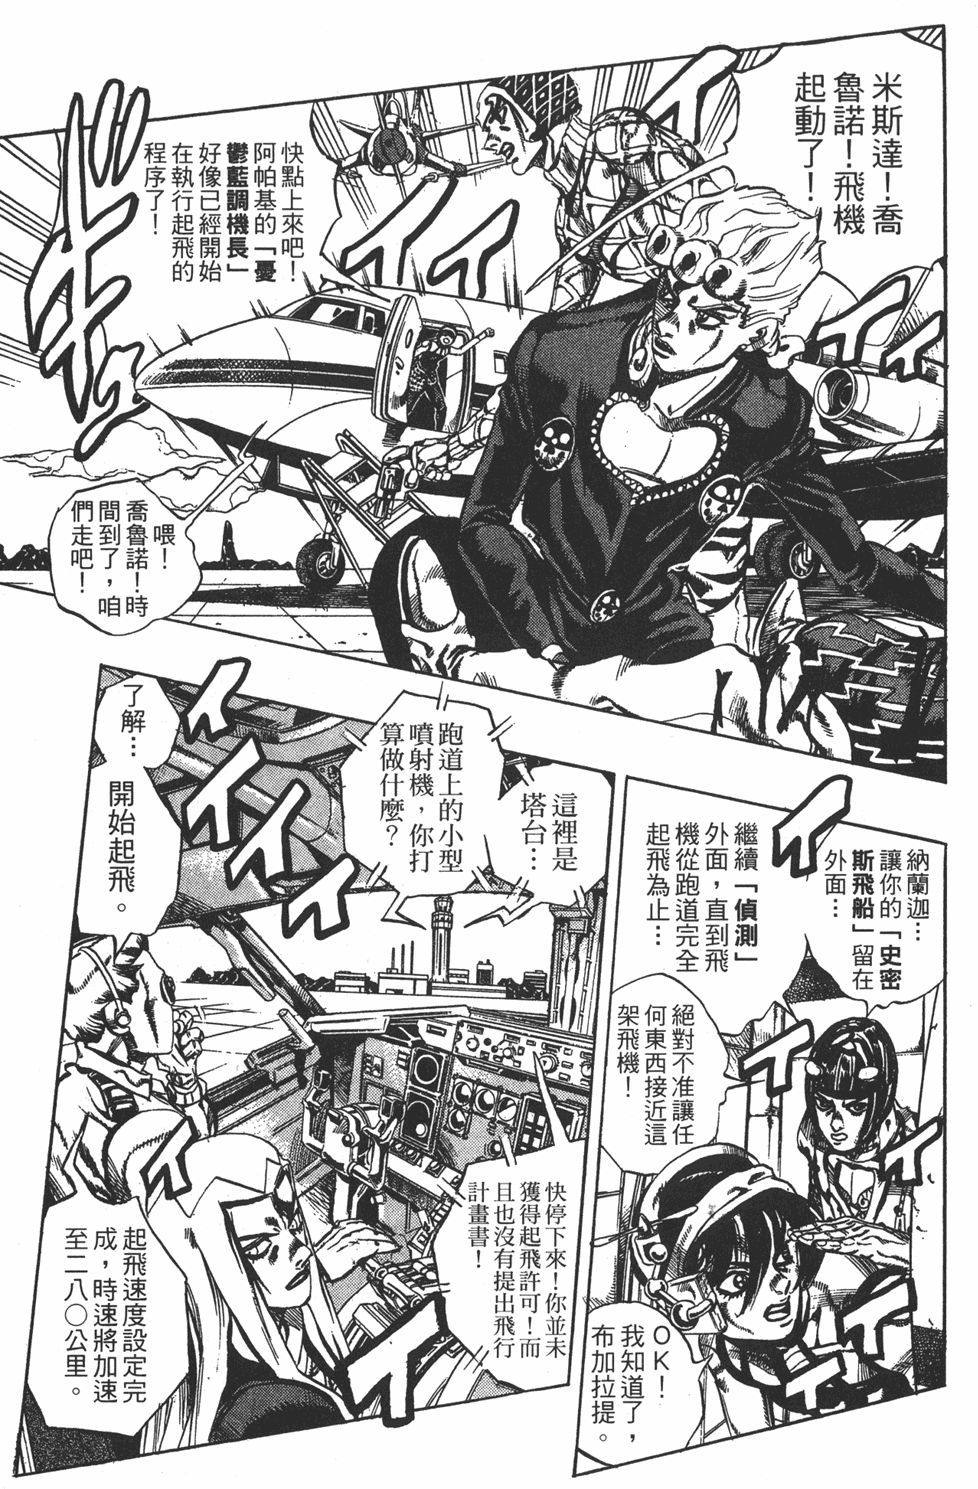 米斯達！喬
魯諾！飛機
起動了！
快點上來吧！
阿帕基的「憂
鬱藍調機長」
好像已經開始
在執行起飛的
程序了！
喂！
喬魯諾！時
間到了，咱
們走吧！
納蘭迦…
讓你的「史密
斯飛船」留在
外面…
繼續「偵測」
外面，直到飛
機從跑道完全
起飛為止…
絕對不准讓任
何東西接近這
架飛機！
OK！
我知道了，
布加拉提。
這裡是
塔台…
跑道上的小型
噴射機，你打
算做什麼？
了解…
開始起飛。
快停下來！你並未
獲得起飛許可！而
且也沒有提出飛行
計畫書！
起飛速度設定完
成，時速將加速
至二八〇公里。